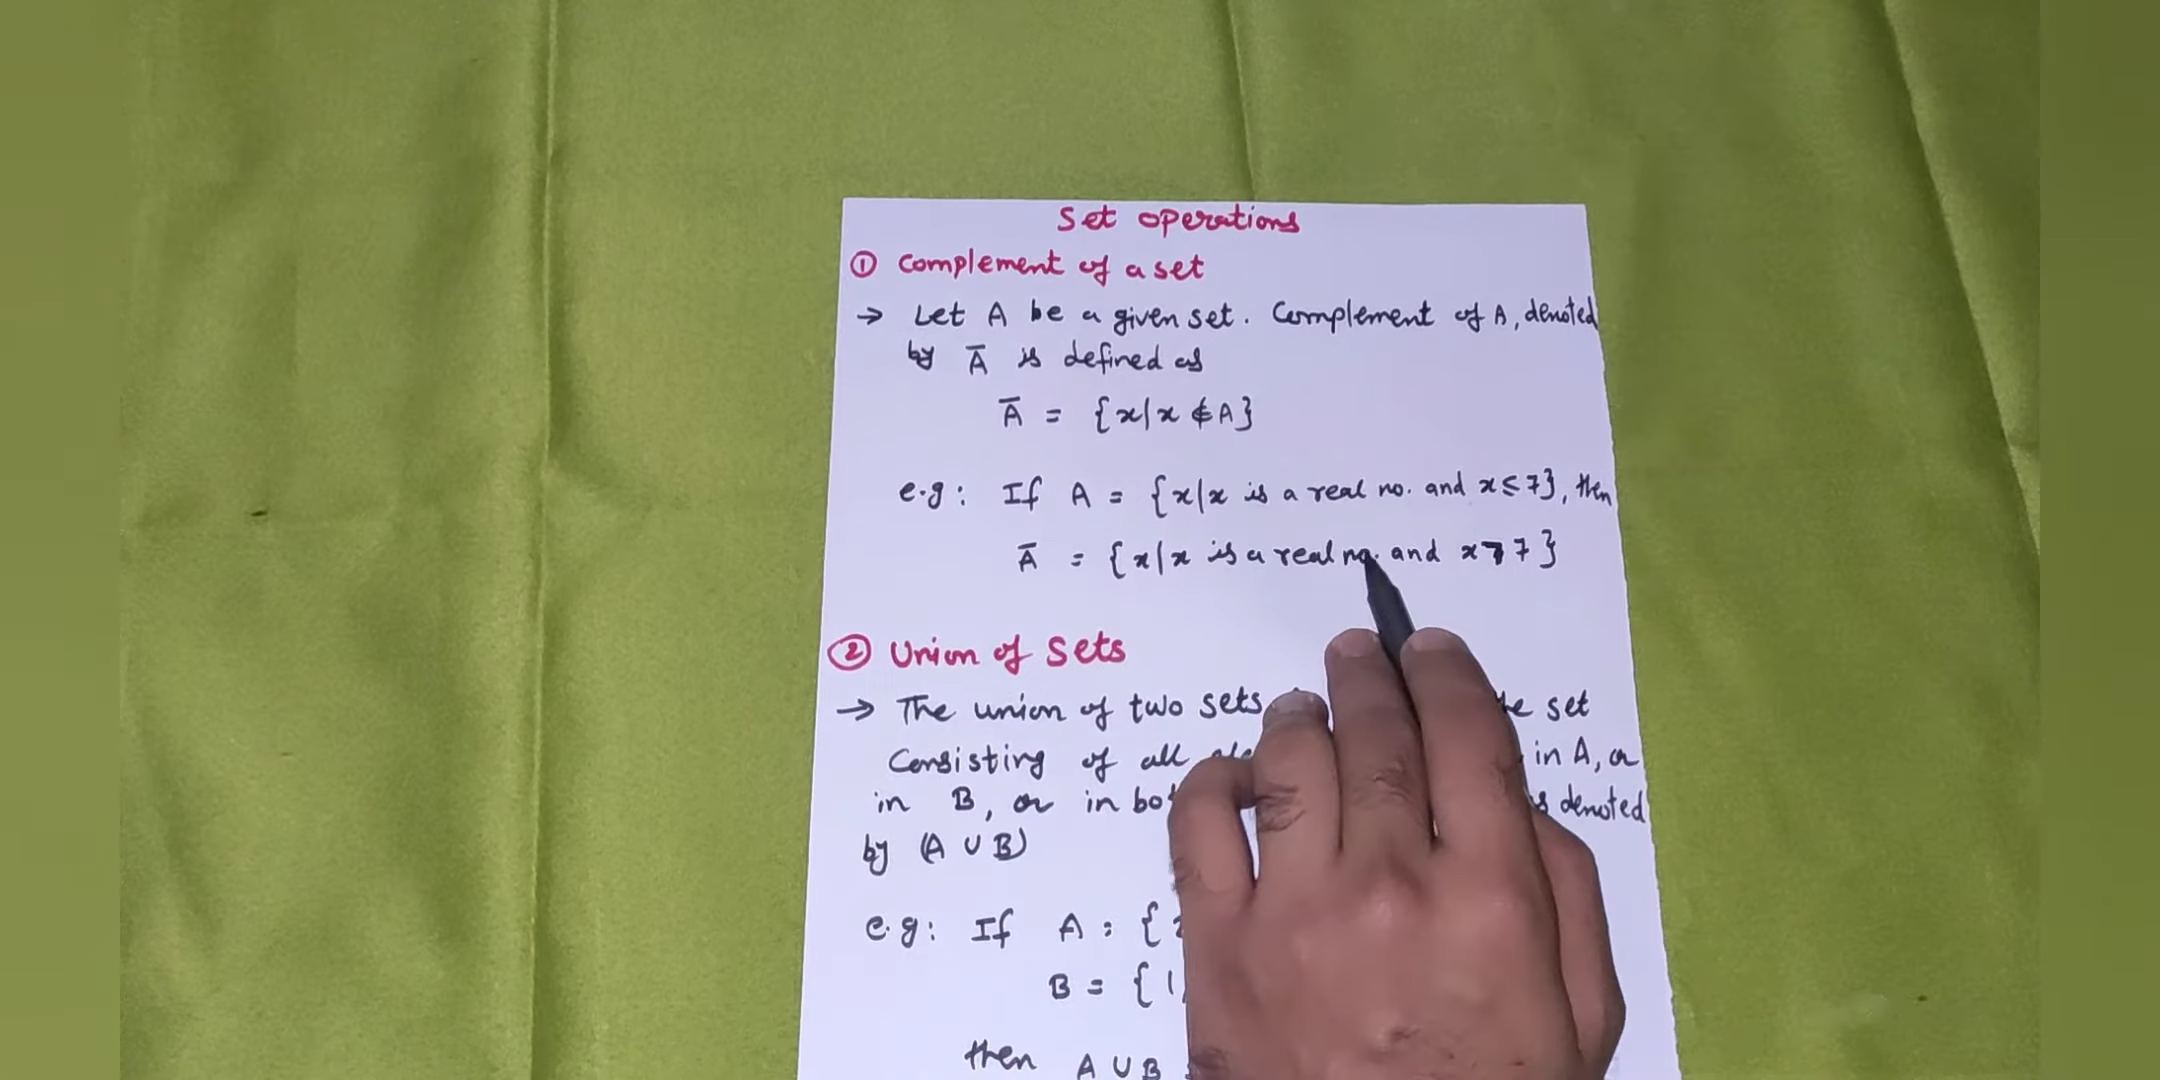 Set operations
① Complement of a set
→ Let A be a given set. Complement of A, denoted
by A̅ is defined as
A̅ = {x|x ∉ A}
e.g: If A = {x|x is a real no. and x ≤ 7}, then
A̅ = {x|x is a real no. and x > 7}
② Union of Sets
→ The union of two sets set
Consisting of all in A, or
in B, or in denoted
by (A ∪ B)
e.g: If A = {
B = {1,
then A ∪ B